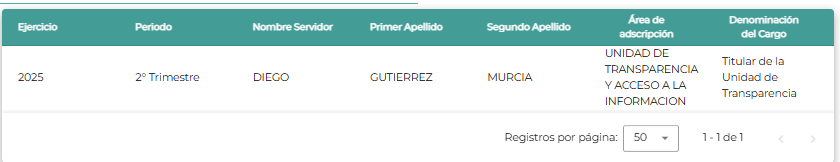 Ejercicio Periodo Nombre Servidor Primer Apellido Segundo Apellido Área de adscripción Denominación del Cargo
2025 2° Trimestre DIEGO GUTIERREZ MURCIA UNIDAD DE TRANSPARENCIA Y ACCESO A LA INFORMACION Titular de la Unidad de Transparencia
Registros por página: 50 1 - 1 de 1